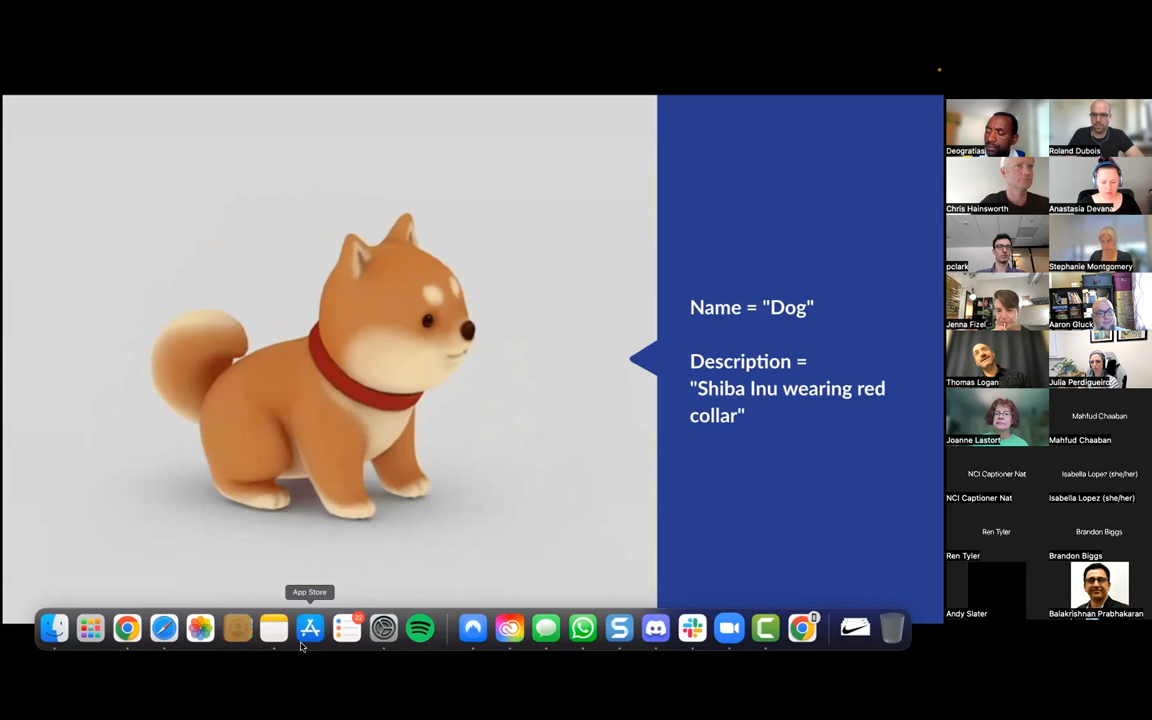 Name = "Dog"
Description =
"Shiba Inu wearing red
collar"
Deogratias
Roland Dubois
Chris Hainsworth
Anastasia Devana
pclark
Stephanie Montgomery
Jenna Fizel
Aaron Gluck
Thomas Logan
Julia Perdigueiro
Joanne Lastort
Mahfud Chaaban
Mahfud Chaaban
NCI Captioner Nat
Isabella Lopez (she/her)
NCI Captioner Nat
Isabella Lopez (she/her)
Ren Tyler
Brandon Biggs
Ren Tyler
Brandon Biggs
Andy Slater
Balakrishnan Prabhakaran
App Store
22